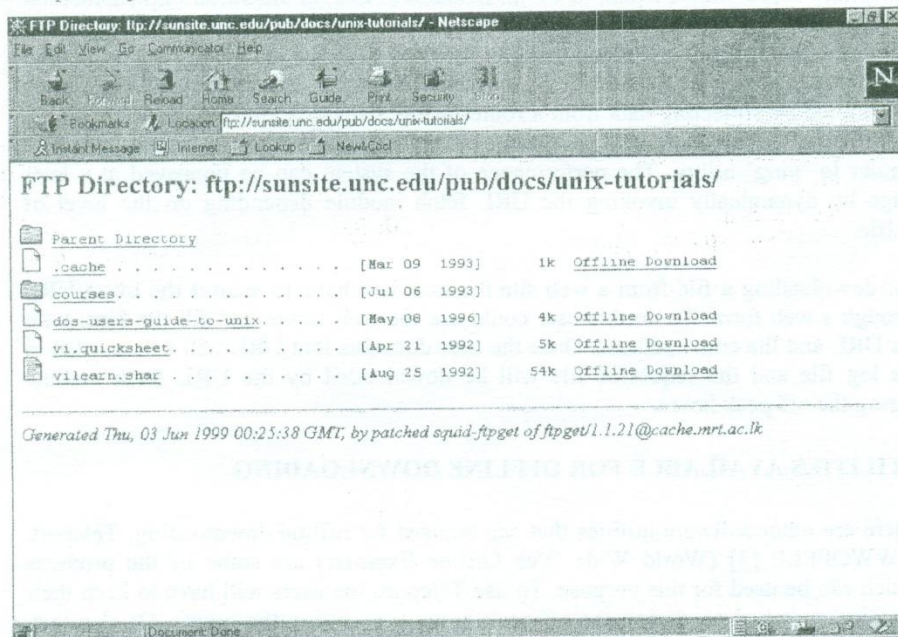 FTP Directory: ftp://sunsite.unc.edu/pub/docs/unix-tutorials/ - Netscape
File Edit View Go Communicator Help
Back Forward Reload Home Search Guide Print Security Stop
N
Bookmarks Location: ftp://sunsite.unc.edu/pub/docs/unix-tutorials/
Instant Message Internet Lookup New&Cool
FTP Directory: ftp://sunsite.unc.edu/pub/docs/unix-tutorials/
Parent Directory
.cache . . . . . . . . . . . . . . . [Mar 09 1993] 1k Offline Download
courses. . . . . . . . . . . . . . . [Jul 06 1993]
dos-users-guide-to-unix. . . . . . . [May 08 1996] 4k Offline Download
vi.quicksheet. . . . . . . . . . . . [Apr 21 1992] 5k Offline Download
vilearn.shar . . . . . . . . . . . . [Aug 25 1992] 54k Offline Download
Generated Thu, 03 Jun 1999 00:25:38 GMT, by patched squid-ftpget of ftpget/1.1.21@cache.mrt.ac.lk
Document: Done